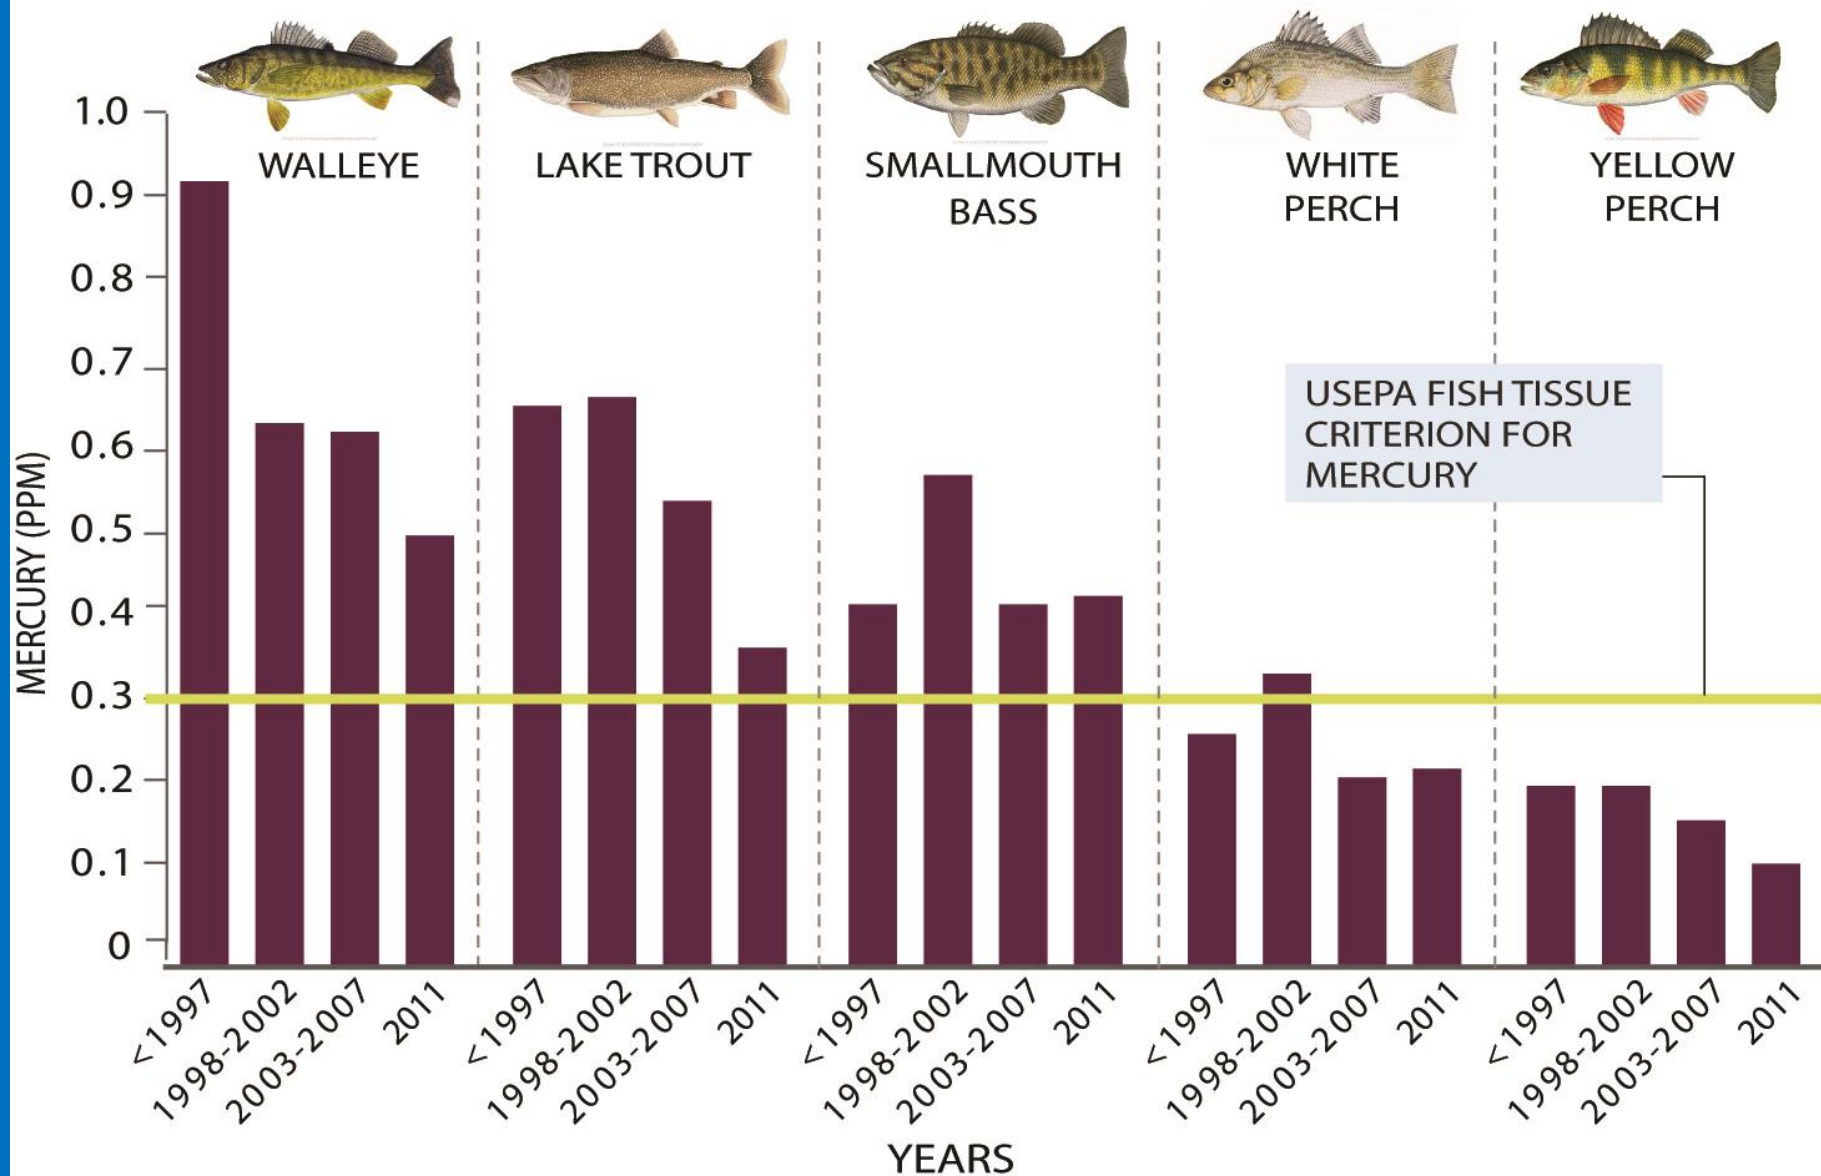 WALLEYE
LAKE TROUT
SMALLMOUTH
BASS
WHITE
PERCH
YELLOW
PERCH
MERCURY (PPM)
1.0
0.9
0.8
0.7
0.6
0.5
0.4
0.3
0.2
0.1
0
USEPA FISH TISSUE
CRITERION FOR
MERCURY
<1997
1998-2002
2003-2007
2011
<1997
1998-2002
2003-2007
2011
<1997
1998-2002
2003-2007
2011
<1997
1998-2002
2003-2007
2011
<1997
1998-2002
2003-2007
2011
YEARS